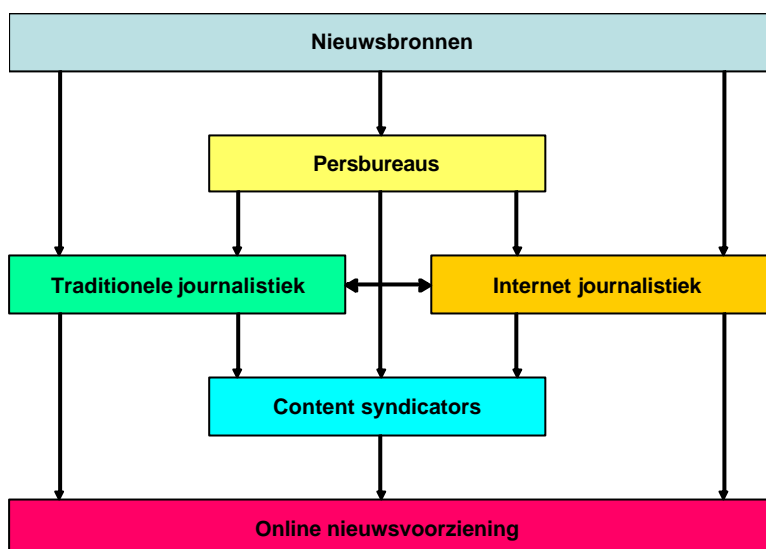 Nieuwsbronnen
Persbureaus
Traditionele journalistiek
Internet journalistiek
Content syndicators
Online nieuwsvoorziening